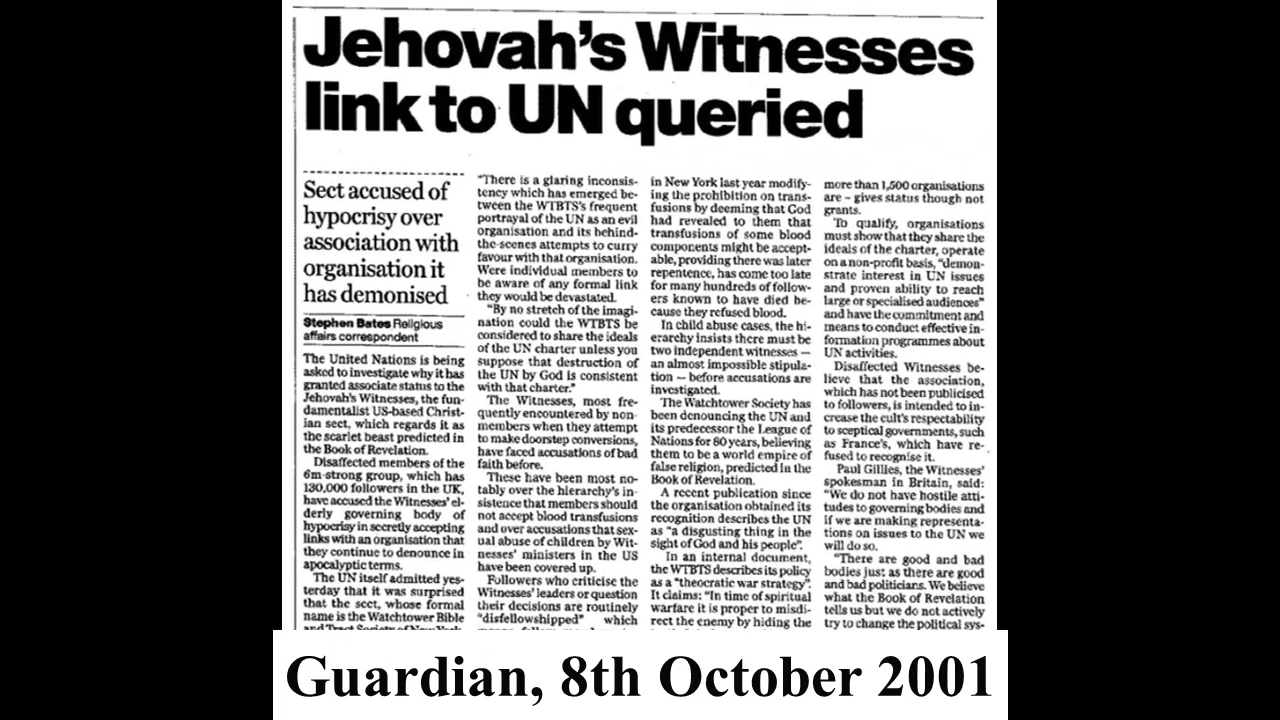 Jehovah's Witnesses
link to UN queried
Sect accused of
hypocrisy over
association with
organisation it
has demonised
Stephen Bates Religious
affairs correspondent
The United Nations is being
asked to investigate why it has
granted associate status to the
Jehovah's Witnesses, the fun-
damentalist US-based Christ-
ian sect, which regards it as
the scarlet beast predicted in
the Book of Revelation.
Disaffected members of the
6m-strong group, which has
130,000 followers in the UK,
have accused the Witnesses' el-
derly governing body of
hypocrisy in secretly accepting
links with an organisation that
they continue to denounce in
apocalyptic terms.
The UN itself admitted yes-
terday that it was surprised
that the sect, whose formal
name is the Watchtower Bible
and Tract Society of New York
"There is a glaring inconsis-
tency which has emerged be-
tween the WTBTS's frequent
portrayal of the UN as an evil
organisation and its behind-
the-scenes attempts to curry
favour with that organisation.
Were individual members to
be aware of any formal link
they would be devastated.
"By no stretch of the imagi-
nation could the WTBTS be
considered to share the ideals
of the UN charter unless you
suppose that destruction of
the UN by God is consistent
with that charter."
The Witnesses, most fre-
quently encountered by non-
members when they attempt
to make doorstep conversions,
have faced accusations of bad
faith before.
These have been most no-
tably over the hierarchy's in-
sistence that members should
not accept blood transfusions
and over accusations that sex-
ual abuse of children by Wit-
nesses' ministers in the US
have been covered up.
Followers who criticise the
Witnesses' leaders or question
their decisions are routinely
"disfellowshipped" which
in New York last year modify-
ing the prohibition on trans-
fusions by deeming that God
had revealed to them that
transfusions of some blood
components might be accept-
able, providing there was later
repentence, has come too late
for many hundreds of follow-
ers known to have died be-
cause they refused blood.
In child abuse cases, the hi-
erarchy insists there must be
two independent witnesses —
an almost impossible stipula-
tion — before accusations are
investigated.
The Watchtower Society has
been denouncing the UN and
its predecessor the League of
Nations for 80 years, believing
them to be a world empire of
false religion, predicted in the
Book of Revelation.
A recent publication since
the organisation obtained its
recognition describes the UN
as "a disgusting thing in the
sight of God and his people".
In an internal document,
the WTBTS describes its policy
as a "theocratic war strategy".
It claims: "In time of spiritual
warfare it is proper to misdi-
rect the enemy by hiding the
more than 1,500 organisations
are – gives status though not
grants.
To qualify, organisations
must show that they share the
ideals of the charter, operate
on a non-profit basis, "demon-
strate interest in UN issues
and proven ability to reach
large or specialised audiences"
and have the commitment and
means to conduct effective in-
formation programmes about
UN activities.
Disaffected Witnesses be-
lieve that the association,
which has not been publicised
to followers, is intended to in-
crease the cult's respectability
to sceptical governments, such
as France's, which have re-
fused to recognise it.
Paul Gillies, the Witnesses'
spokesman in Britain, said:
"We do not have hostile atti-
tudes to governing bodies and
if we are making representa-
tions on issues to the UN we
will do so.
"There are good and bad
bodies just as there are good
and bad politicians. We believe
what the Book of Revelation
tells us but we do not actively
try to change the political sys-
Guardian, 8th October 2001